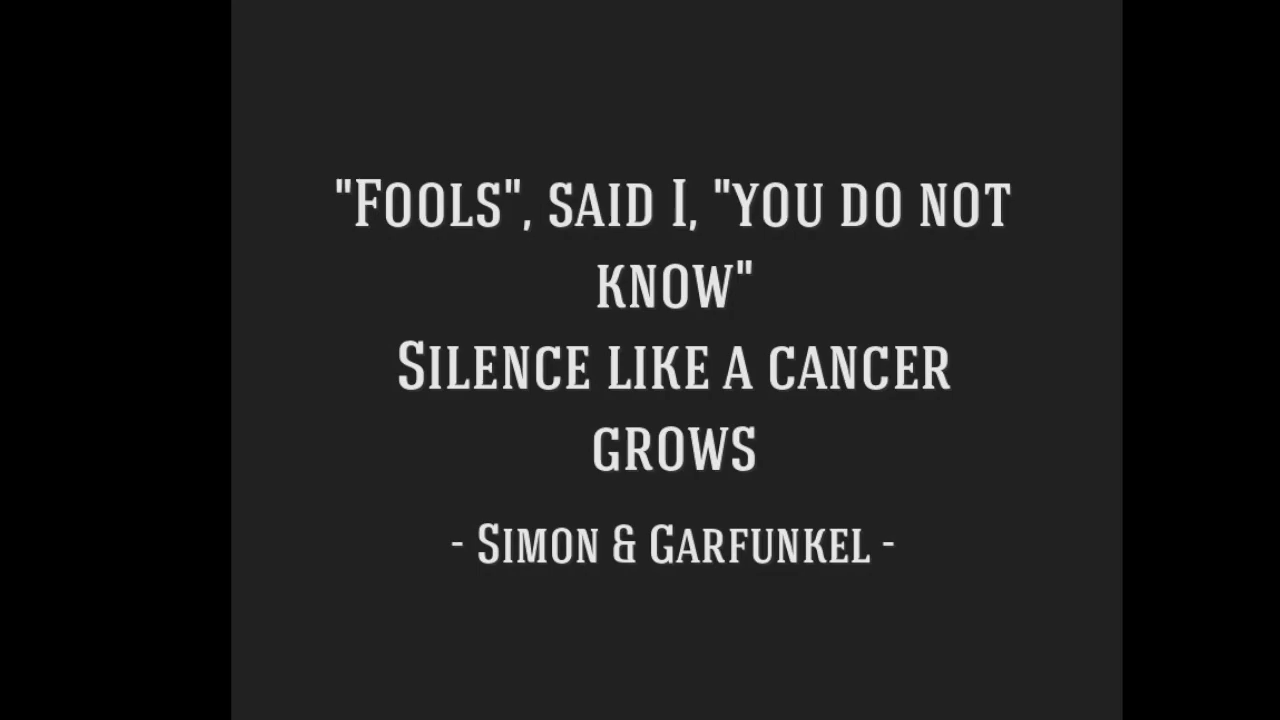 "Fools", said I, "you do not
know"
Silence like a cancer
grows
- Simon & Garfunkel -